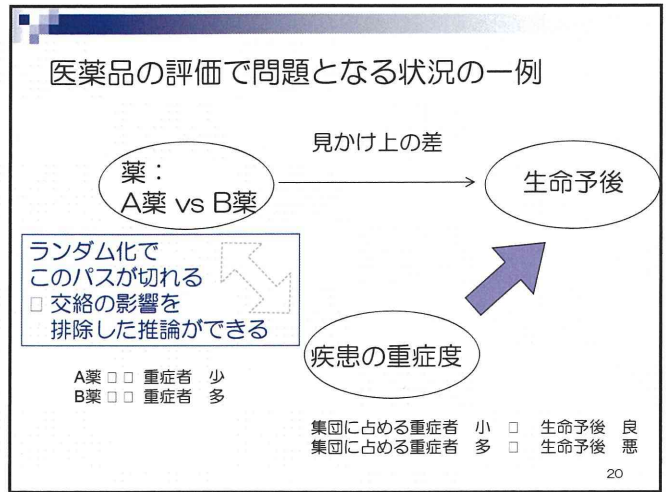 医薬品の評価で問題となる状況の一例
見かけ上の差
薬：
A薬 vs B薬
生命予後
ランダム化で
このパスが切れる
□ 交絡の影響を
排除した推論ができる
疾患の重症度
A薬 □ □ 重症者 少
B薬 □ □ 重症者 多
集団に占める重症者 小 □ 生命予後 良
集団に占める重症者 多 □ 生命予後 悪
20